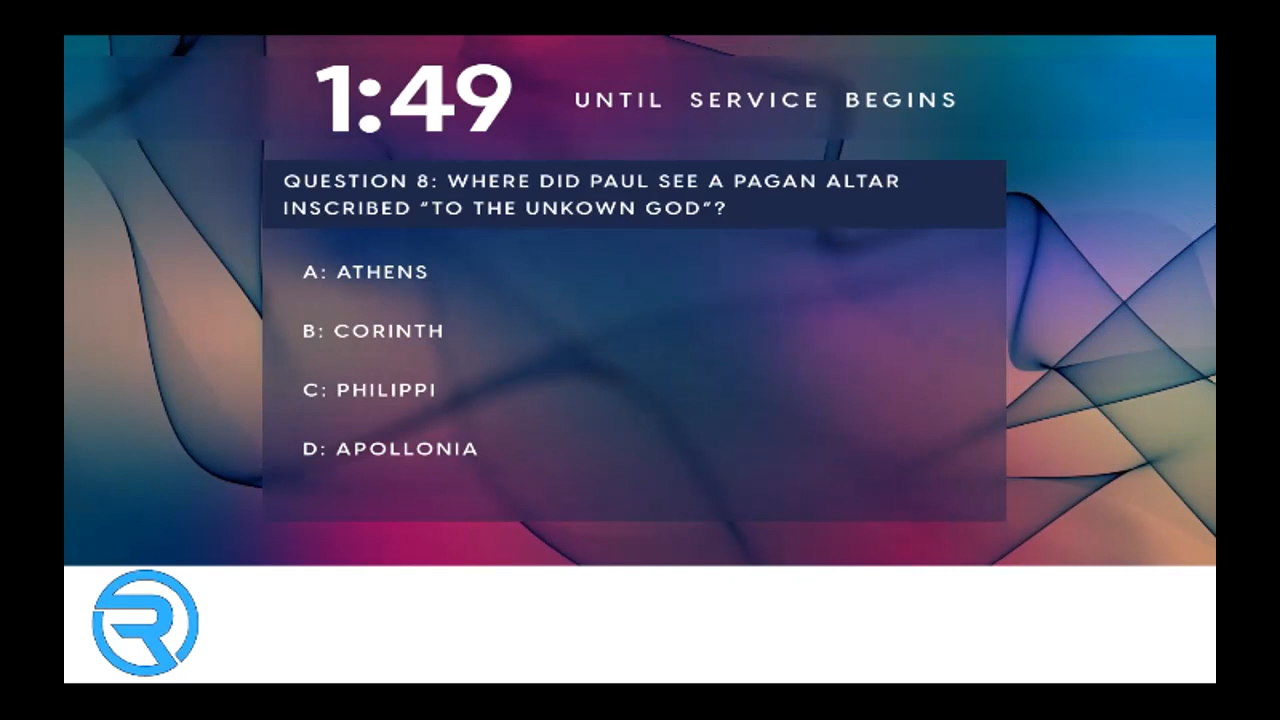 1:49 UNTIL SERVICE BEGINS
QUESTION 8: WHERE DID PAUL SEE A PAGAN ALTAR
INSCRIBED “TO THE UNKOWN GOD”?
A: ATHENS
B: CORINTH
C: PHILIPPI
D: APOLLONIA
R